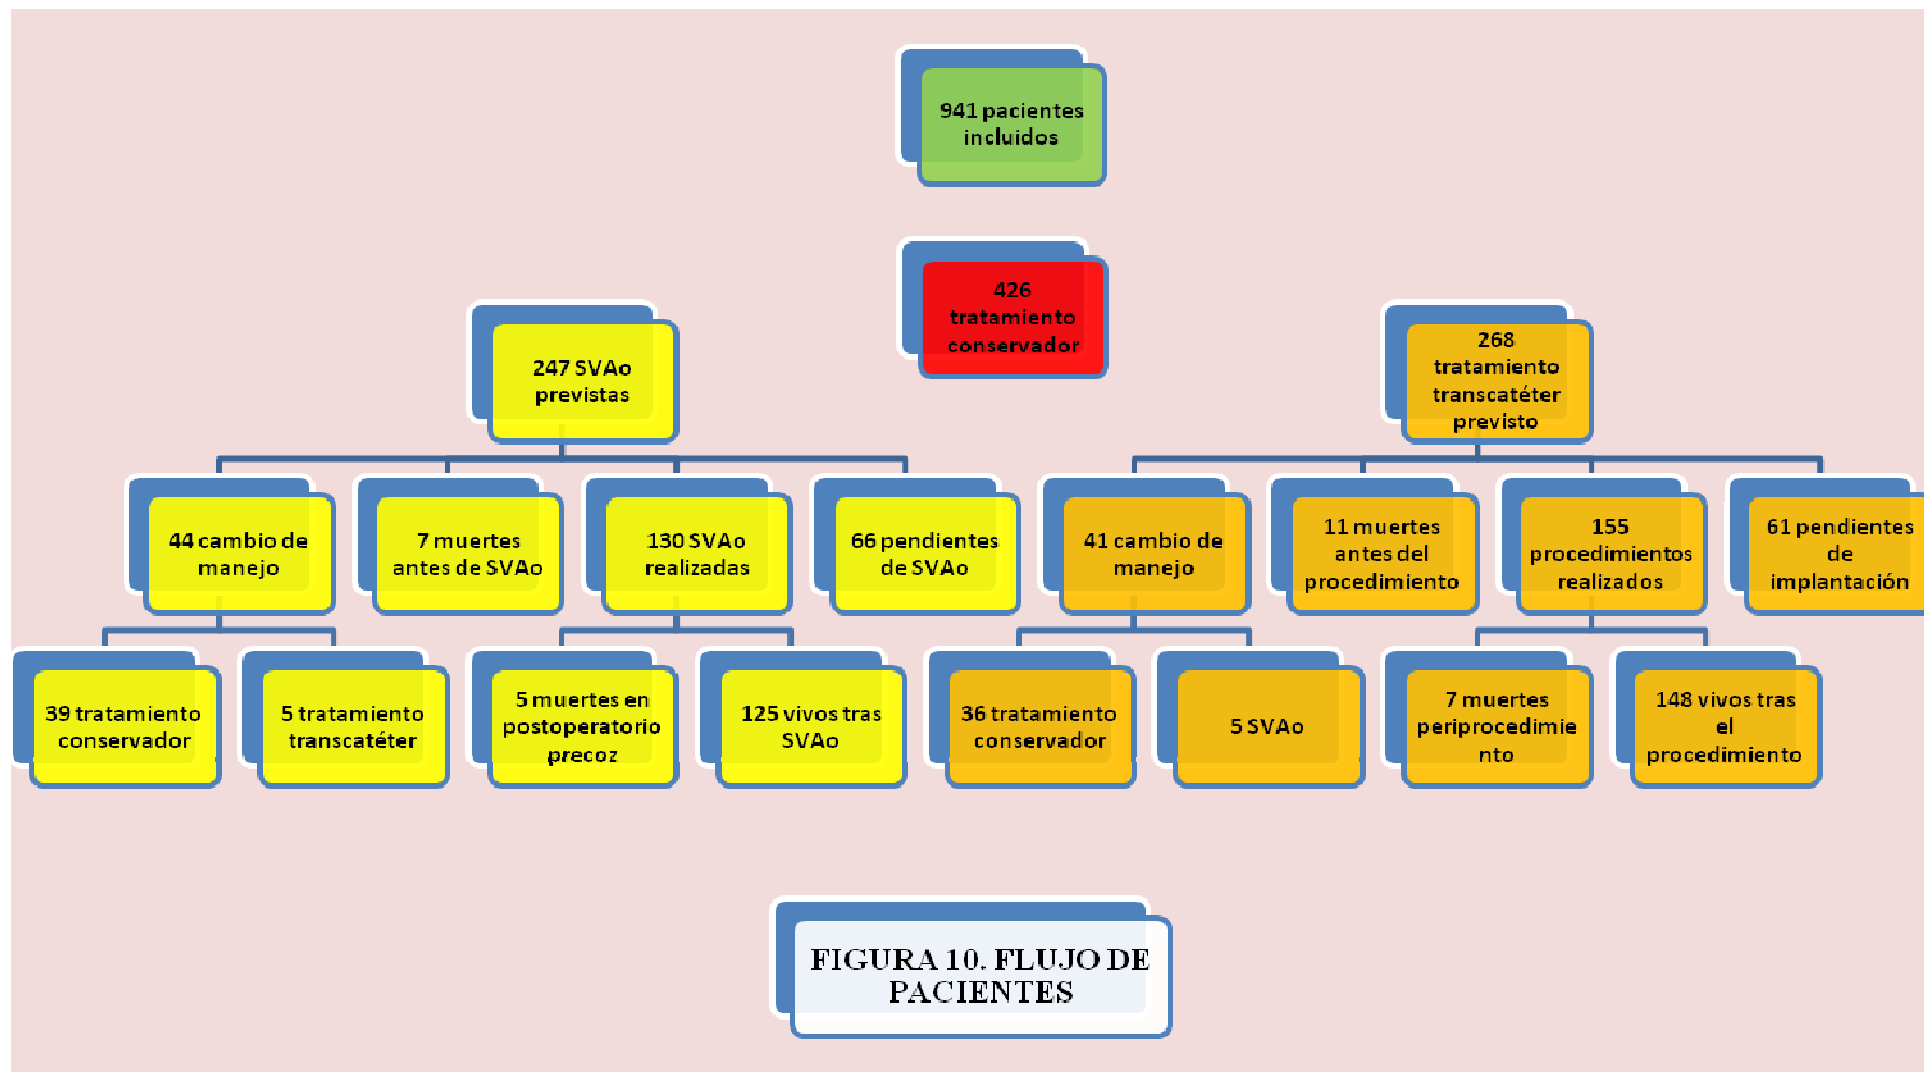 941 pacientes
incluidos
426
tratamiento
conservador
247 SVAo
previstas
268
tratamiento
transcatéter
previsto
44 cambio de
manejo
7 muertes
antes de SVAo
130 SVAo
realizadas
66 pendientes
de SVAo
41 cambio de
manejo
11 muertes
antes del
procedimiento
155
procedimientos
realizados
61 pendientes
de
implantación
39 tratamiento
conservador
5 tratamiento
transcatéter
5 muertes en
postoperatorio
precoz
125 vivos tras
SVAo
36 tratamiento
conservador
5 SVAo
7 muertes
periprocedimie
nto
148 vivos tras
el
procedimiento
FIGURA 10. FLUJO DE
PACIENTES